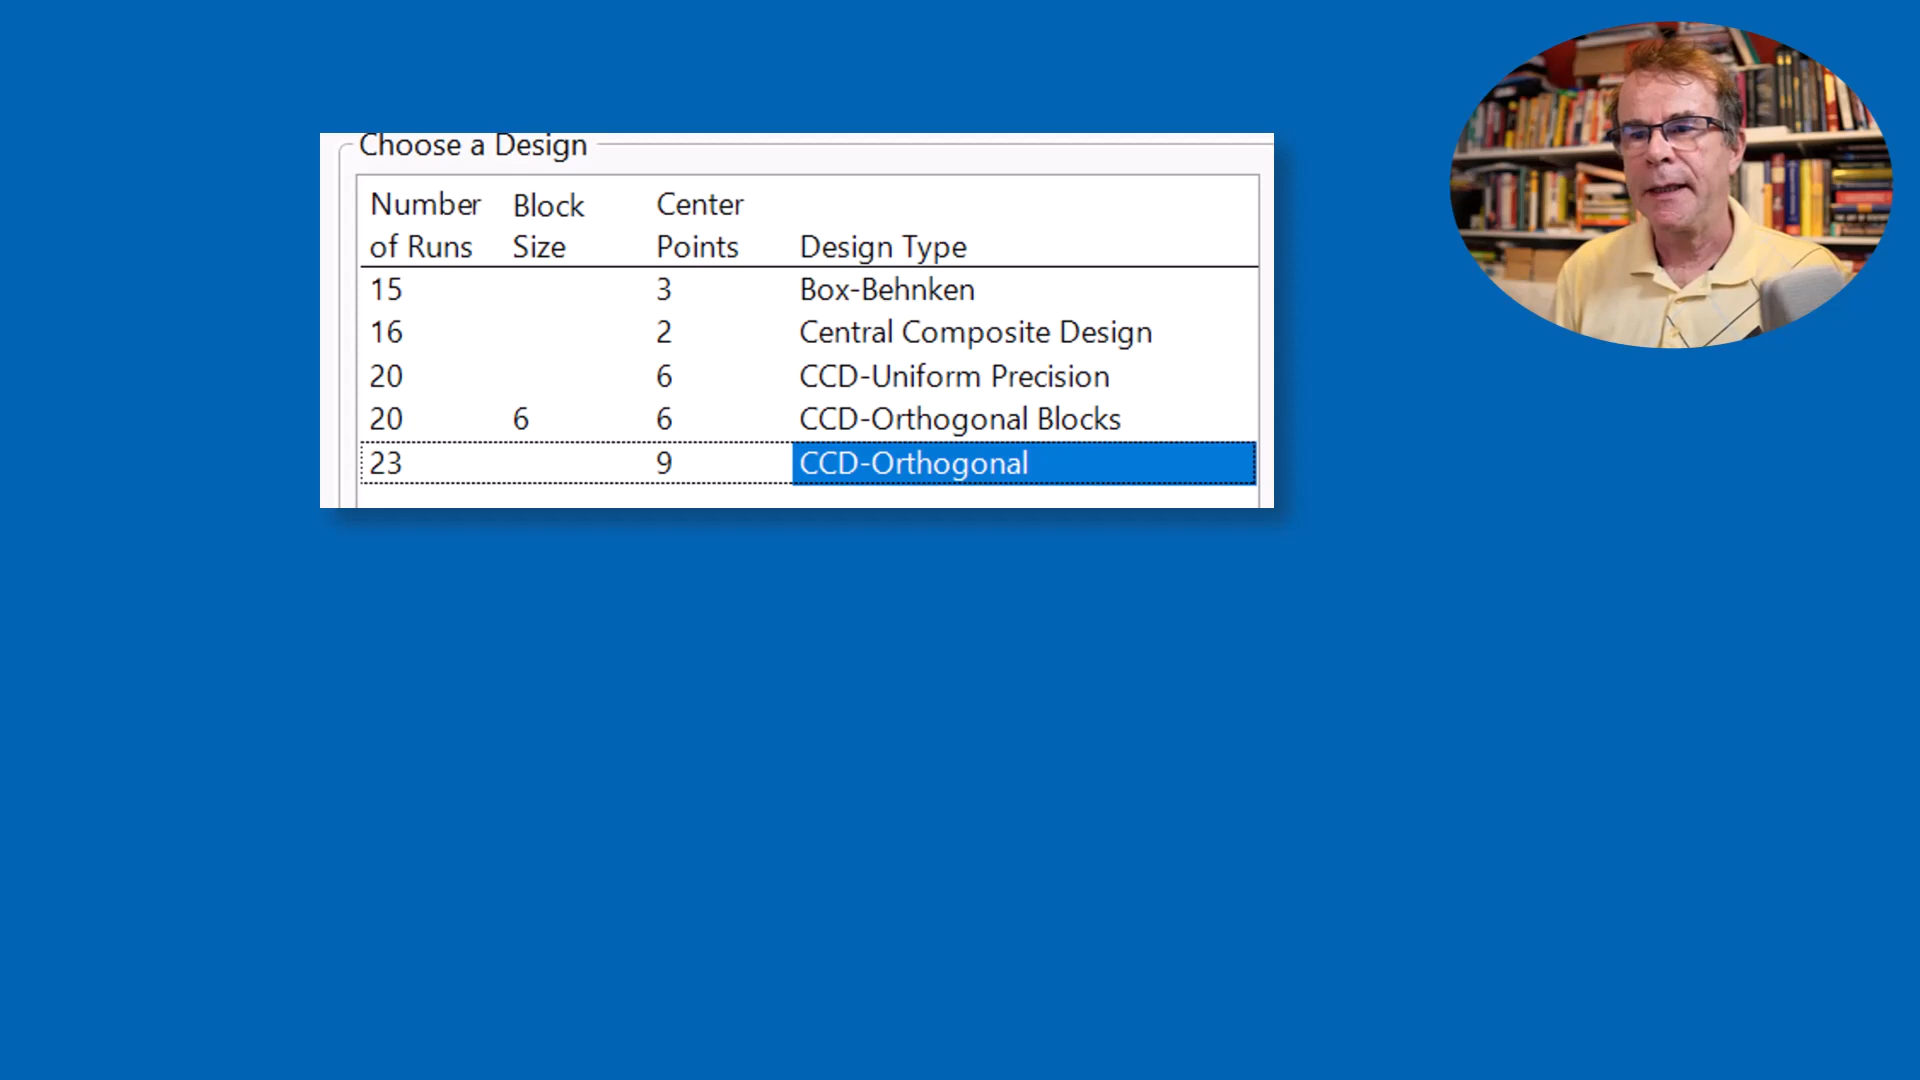 Choose a Design
Number Block Center
of Runs Size Points Design Type
15 3 Box-Behnken
16 2 Central Composite Design
20 6 CCD-Uniform Precision
20 6 6 CCD-Orthogonal Blocks
23 9 CCD-Orthogonal